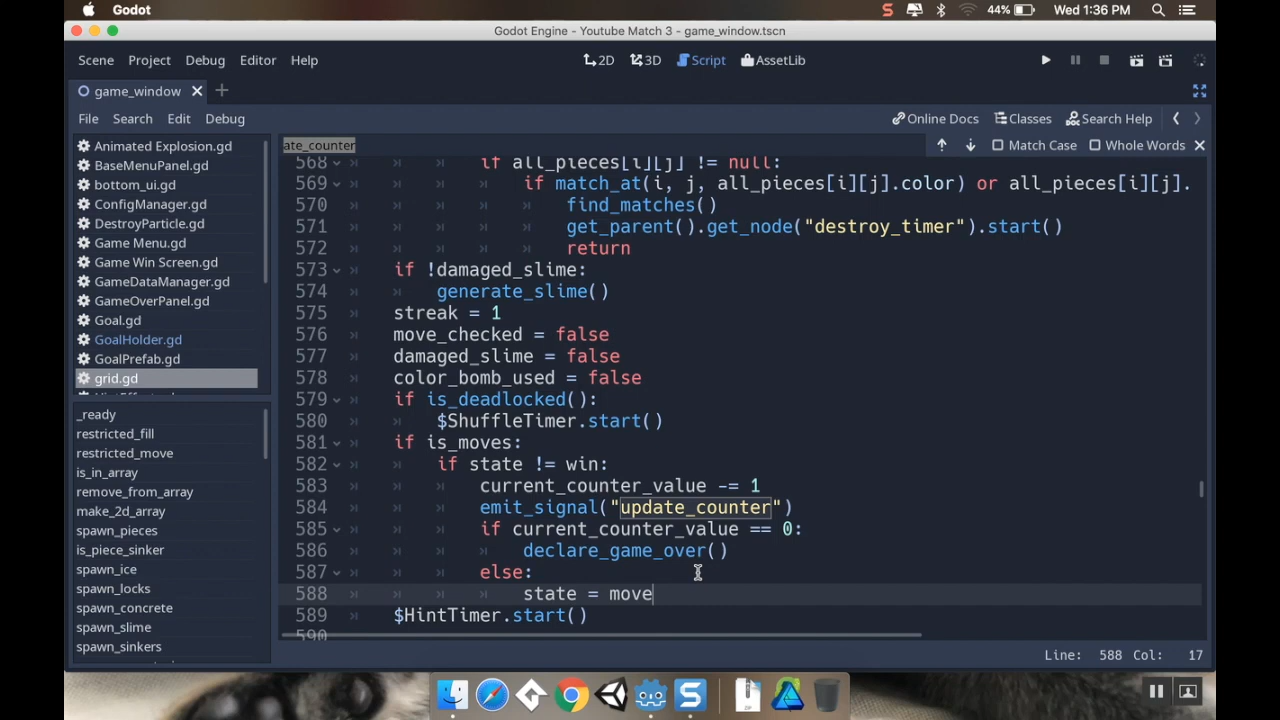 Godot
44%
Wed 1:36 PM
Godot Engine - Youtube Match 3 - game_window.tscn
Scene Project Debug Editor Help
2D 3D Script AssetLib
game_window
File Search Edit Debug
Online Docs Classes Search Help
ate_counter
Match Case Whole Words
Animated Explosion.gd
BaseMenuPanel.gd
bottom_ui.gd
ConfigManager.gd
DestroyParticle.gd
Game Menu.gd
Game Win Screen.gd
GameDataManager.gd
GameOverPanel.gd
Goal.gd
GoalHolder.gd
GoalPrefab.gd
grid.gd
_ready
restricted_fill
restricted_move
is_in_array
remove_from_array
make_2d_array
spawn_pieces
is_piece_sinker
spawn_ice
spawn_locks
spawn_concrete
spawn_slime
spawn_sinkers
568 if all_pieces[i][j] != null:
569 if match_at(i, j, all_pieces[i][j].color) or all_pieces[i][j].
570 find_matches()
571 get_parent().get_node("destroy_timer").start()
572 return
573 if !damaged_slime:
574 generate_slime()
575 streak = 1
576 move_checked = false
577 damaged_slime = false
578 color_bomb_used = false
579 if is_deadlocked():
580 $ShuffleTimer.start()
581 if is_moves:
582 if state != win:
583 current_counter_value -= 1
584 emit_signal("update_counter")
585 if current_counter_value == 0:
586 declare_game_over()
587 else:
588 state = move
589 $HintTimer.start()
590
Line: 588 Col: 17